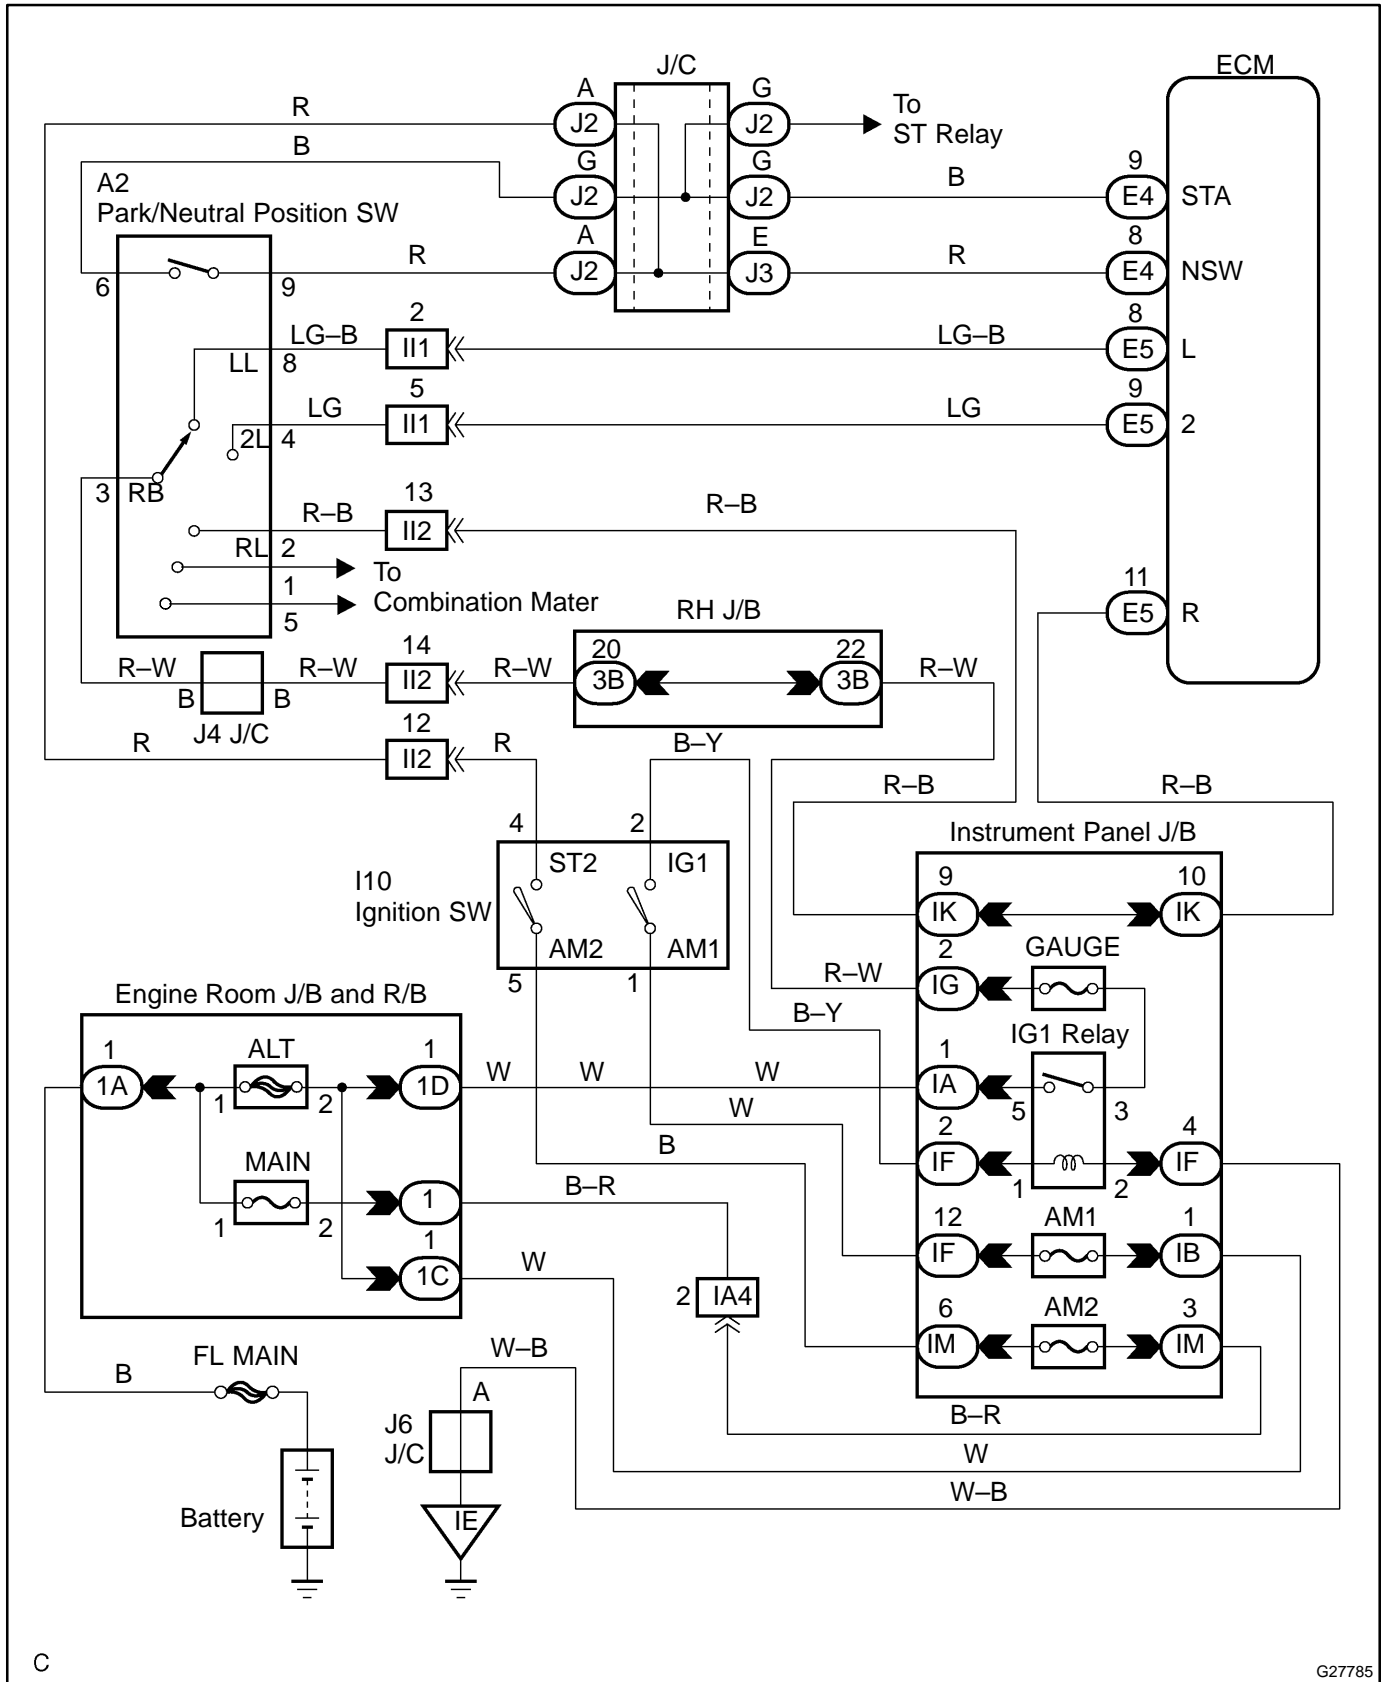 J/C
ECM
A
G
R
J2
J2
To
ST Relay
B
G
G
9
A2
J2
J2
B
E4
STA
Park/Neutral Position SW
A
E
8
R
J2
J3
R
E4
NSW
6
9
2
8
LG–B
II1
LG–B
E5
L
LL
8
5
9
LG
II1
LG
E5
2
2L
4
3
RB
13
R–B
II2
R–B
RL
2
To
Combination Mater
1
5
11
E5
R
RH J/B
14
20
22
R–W
R–W
II2
R–W
3B
3B
R–W
B
B
J4 J/C
12
R
II2
R
B–Y
R–B
R–B
4
2
Instrument Panel J/B
ST2
IG1
I10
Ignition SW
9
10
IK
IK
AM2
AM1
2
GAUGE
5
1
R–W
IG
Engine Room J/B and R/B
B–Y
IG1 Relay
1
ALT
1
1
1A
1D
W
W
W
IA
1
2
5
3
W
2
4
B
IF
IF
MAIN
1
2
B–R
1
1
2
12
AM1
1
1
1C
W
IF
IB
2
IA4
6
AM2
3
IM
IM
FL MAIN
W–B
B
A
J6
J/C
B–R
W
W–B
Battery
IE
C
G27785